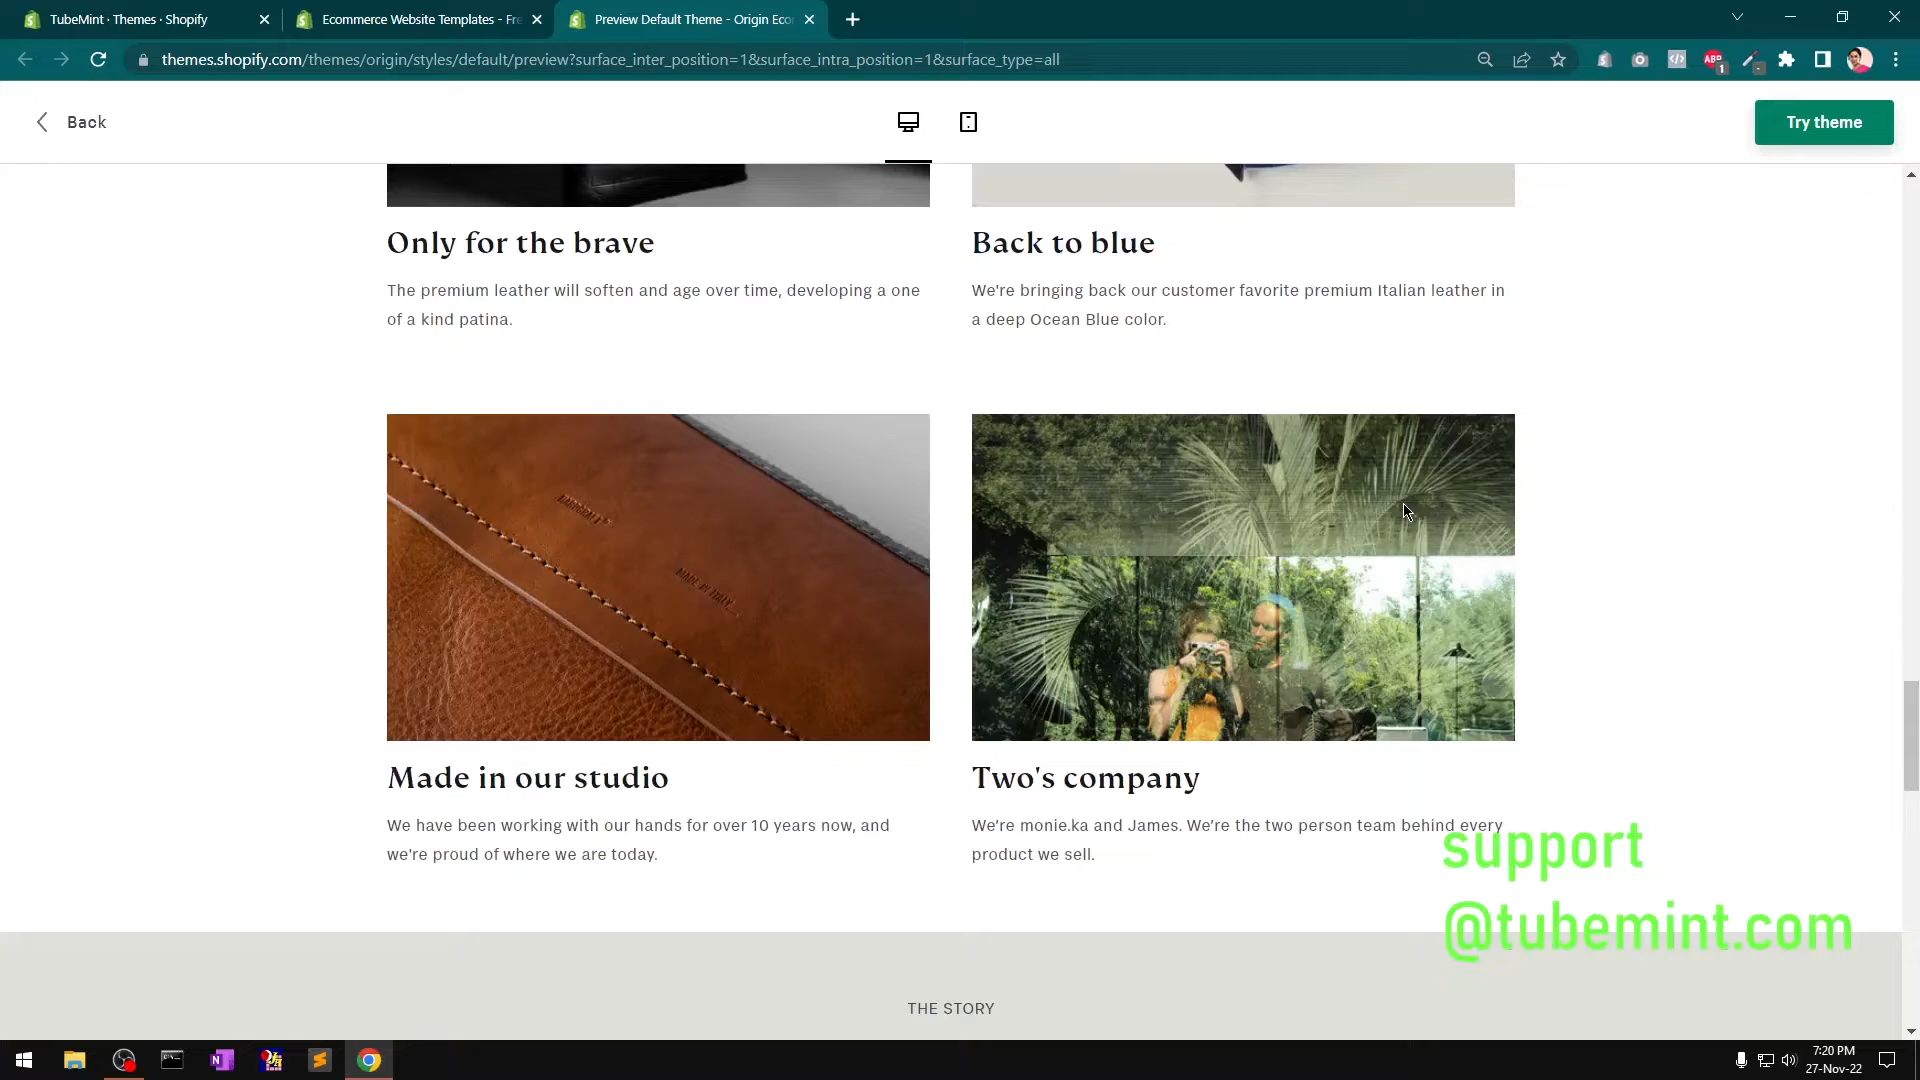 TubeMint · Themes · Shopify
Ecommerce Website Templates - Fre
Preview Default Theme - Origin Eco
themes.shopify.com/themes/origin/styles/default/preview?surface_inter_position=1&surface_intra_position=1&surface_type=all
ABP
1
Back
Try theme
Only for the brave
Back to blue
The premium leather will soften and age over time, developing a one
of a kind patina.
We're bringing back our customer favorite premium Italian leather in
a deep Ocean Blue color.
HANDCRAFT
MADE IN ITALY
Made in our studio
Two's company
We have been working with our hands for over 10 years now, and
we're proud of where we are today.
We're monie.ka and James. We're the two person team behind every
product we sell.
support
@tubemint.com
THE STORY
7:20 PM
27-Nov-22